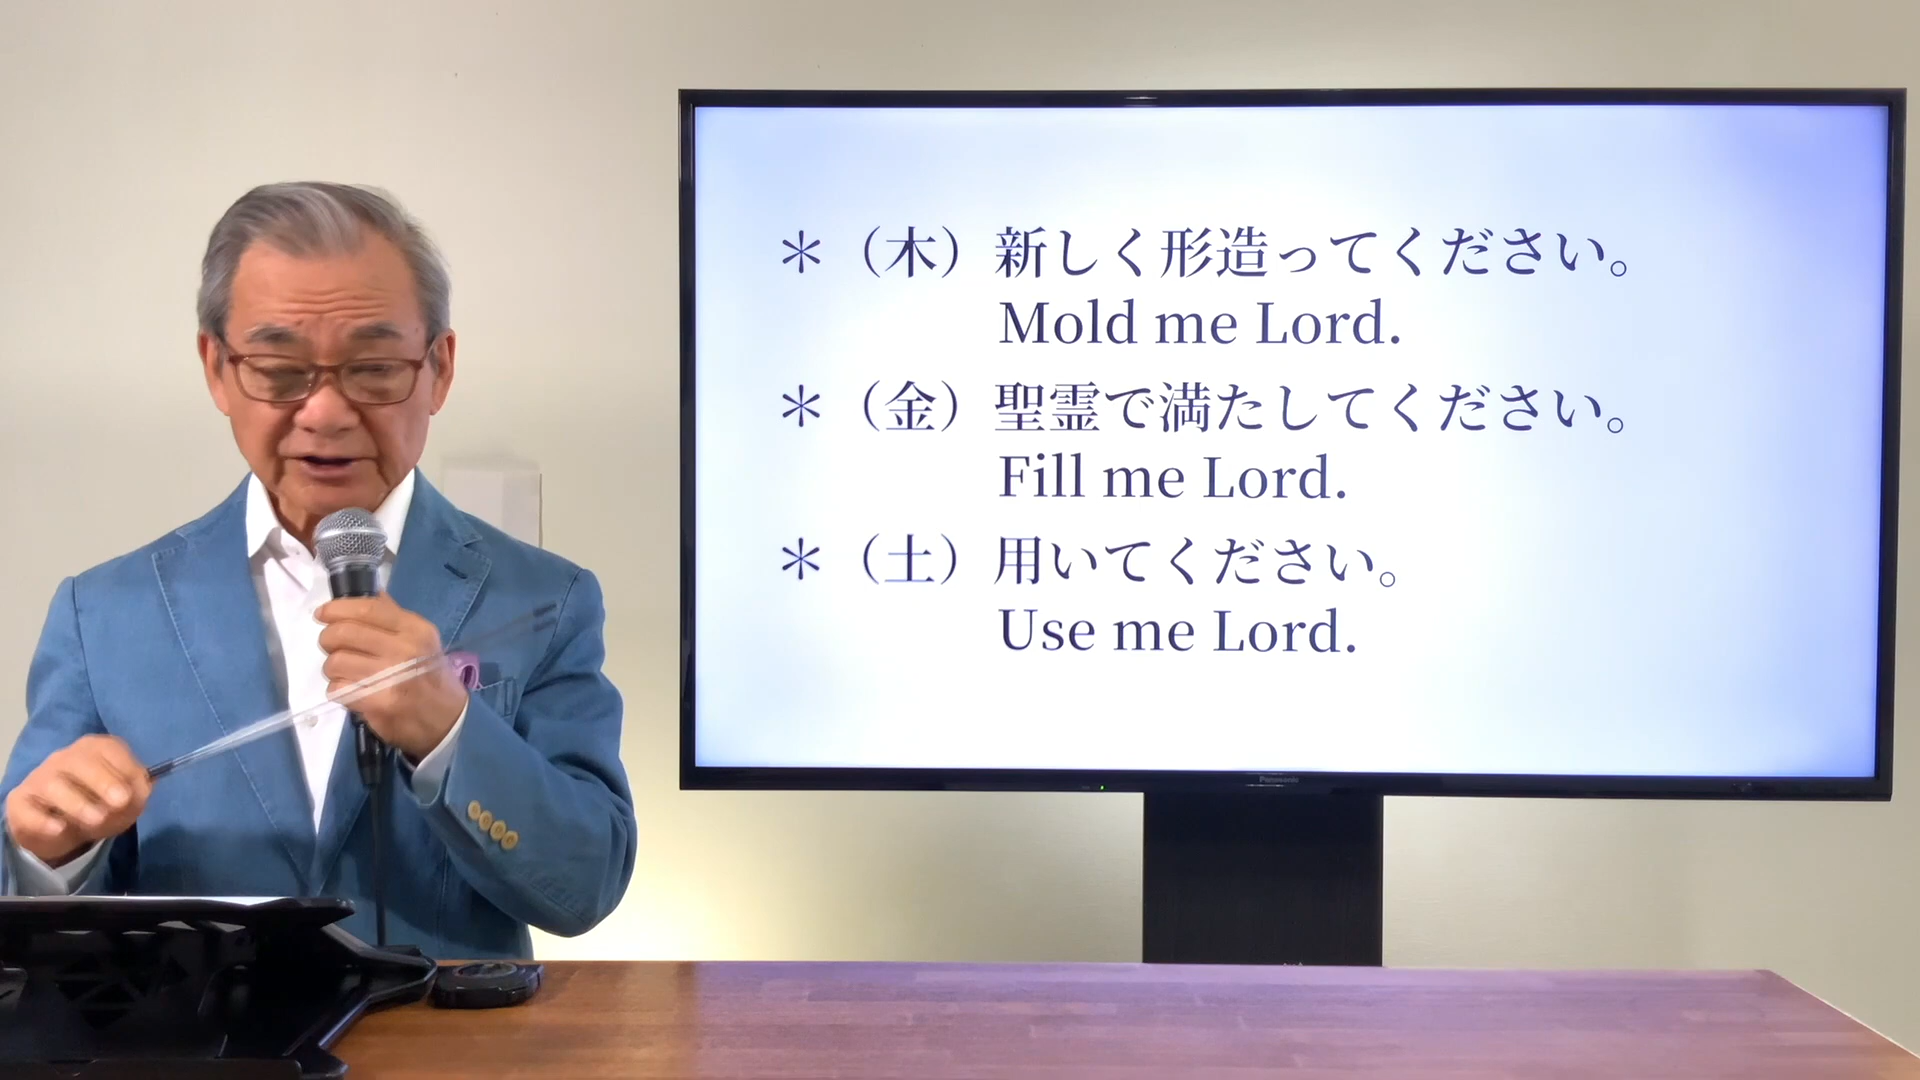 ＊（木）新しく形造ってください。
Mold me Lord.
＊（金）聖霊で満たしてください。
Fill me Lord.
＊（土）用いてください。
Use me Lord.
Panasonic